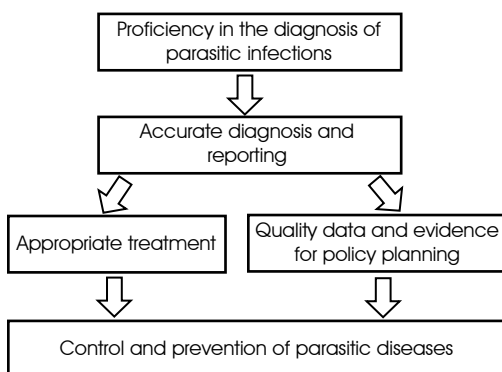 Proficiency in the diagnosis of
parasitic infections
Accurate diagnosis and
reporting
Appropriate treatment
Quality data and evidence
for policy planning
Control and prevention of parasitic diseases